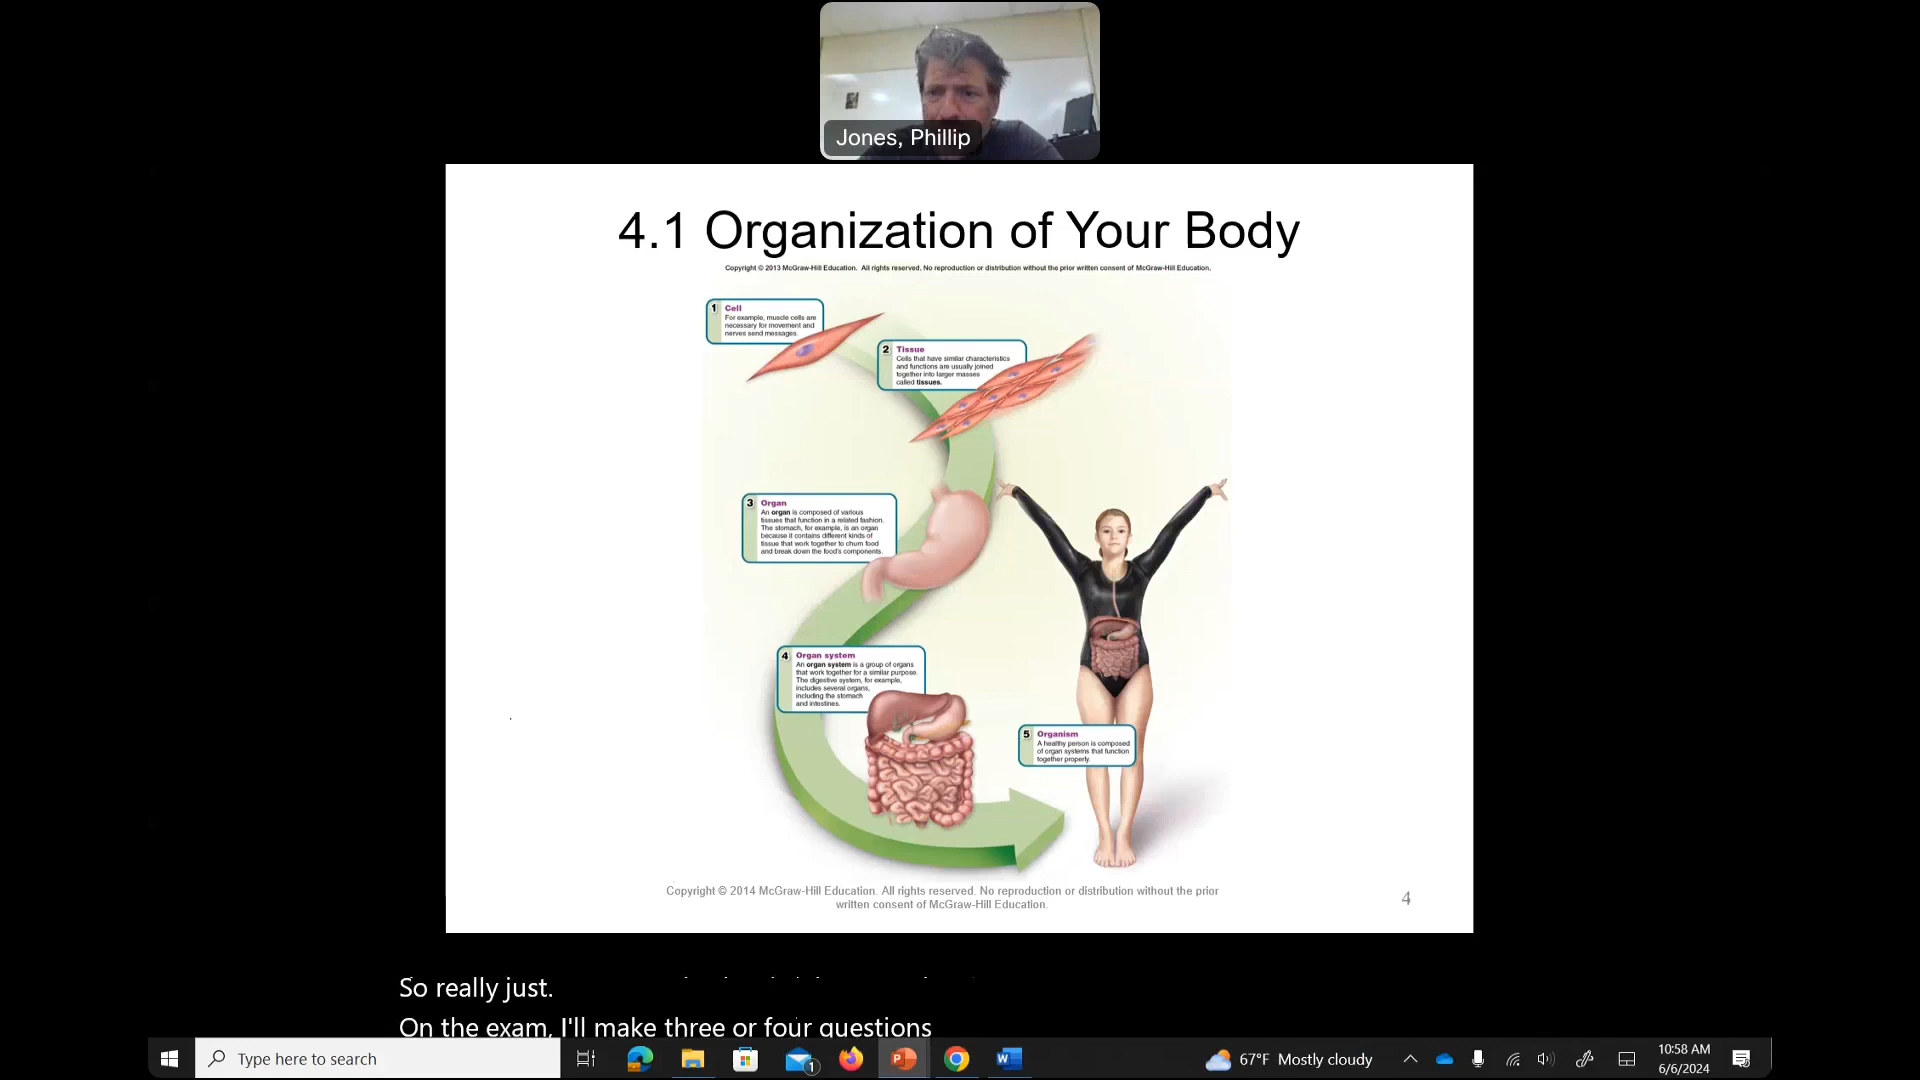 Jones, Phillip
4.1 Organization of Your Body
Copyright © 2013 McGraw-Hill Education. All rights reserved. No reproduction or distribution without the prior written consent of McGraw-Hill Education.
1 Cell
For example, muscle cells are
necessary for movement and
nerves send messages.
2 Tissue
Cells that have similar characteristics
and functions are usually joined
together into larger masses
called tissues.
3 Organ
An organ is composed of various
tissues that function in a related fashion.
The stomach, for example, is an organ
because it contains different kinds of
tissue that work together to churn food
and break down the food's components.
4 Organ system
An organ system is a group of organs
that work together for a similar purpose.
The digestive system, for example,
includes several organs,
including the stomach
and intestines.
5 Organism
A healthy person is composed
of organ systems that function
together properly.
Copyright © 2014 McGraw-Hill Education. All rights reserved. No reproduction or distribution without the prior
written consent of McGraw-Hill Education.
4
So really just.
On the exam, I'll make three or four questions
Type here to search
1
67°F Mostly cloudy
10:58 AM
6/6/2024